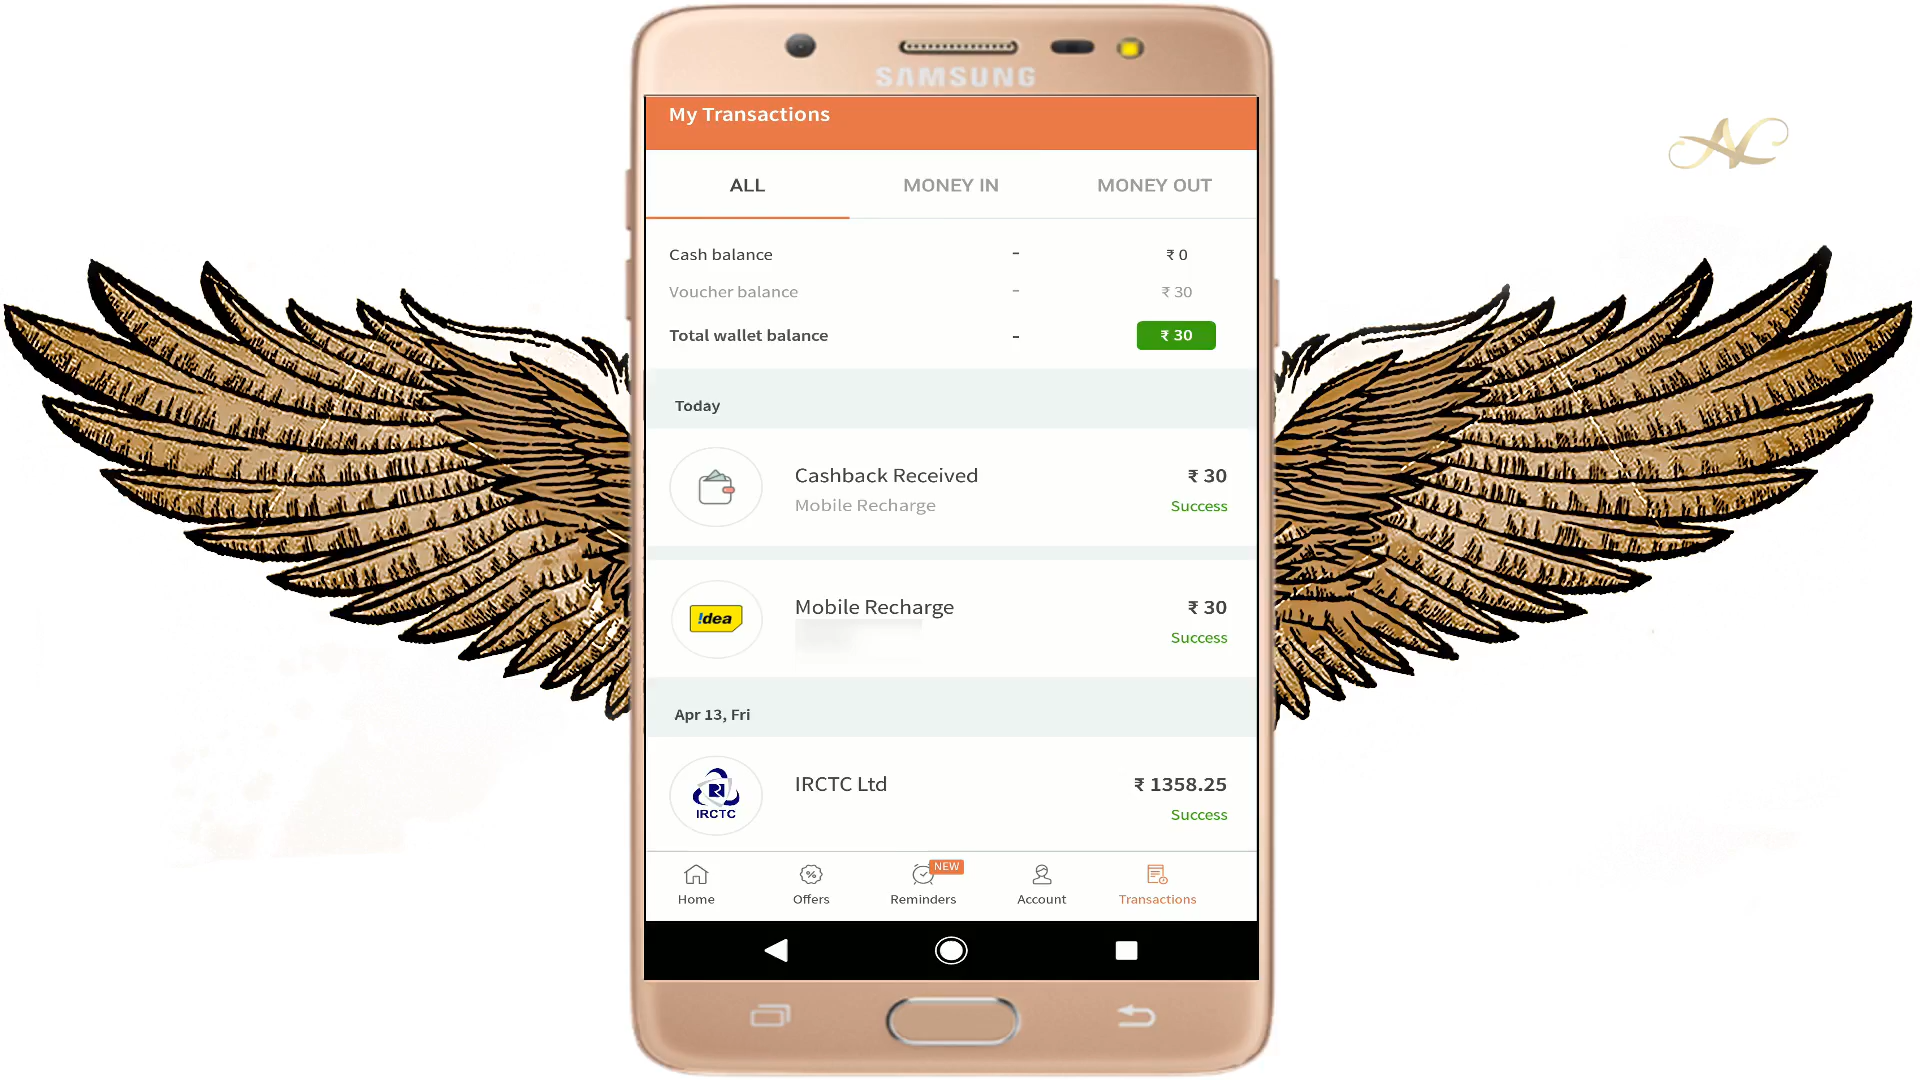 SAMSUNG
My Transactions
ALL MONEY IN MONEY OUT
Cash balance - ₹ 0
Voucher balance - ₹ 30
Total wallet balance - ₹ 30
Today
Cashback Received ₹ 30
Mobile Recharge Success
!dea Mobile Recharge ₹ 30
Success
Apr 13, Fri
IRCTC Ltd ₹ 1358.25
IRCTC Success
NEW
Home Offers Reminders Account Transactions